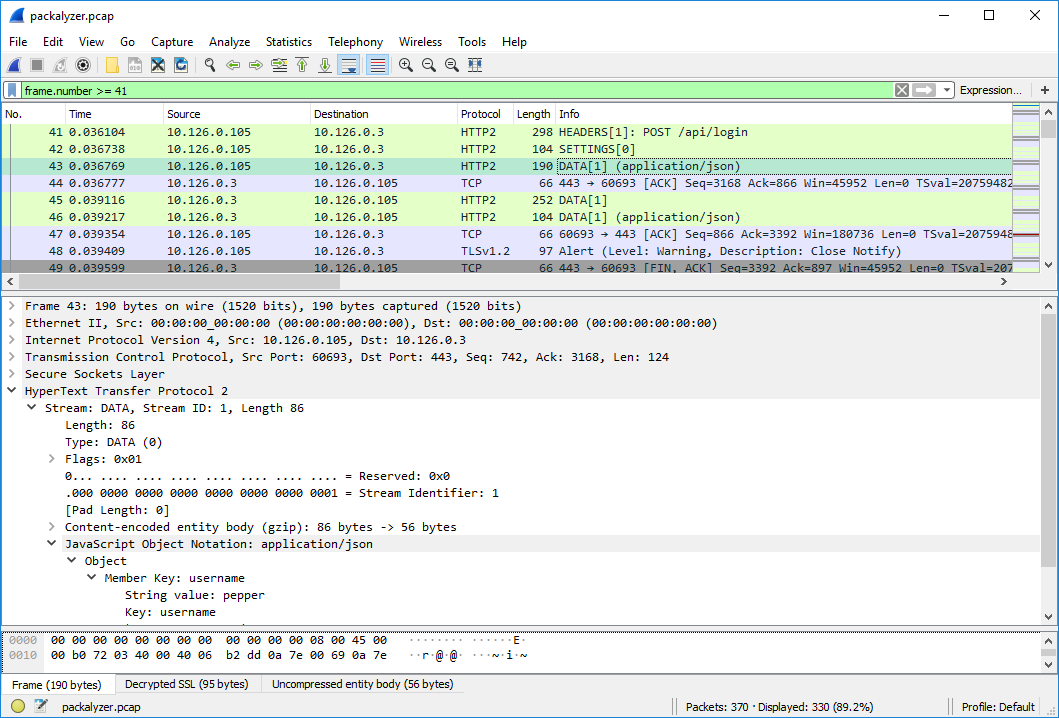 packalyzer.pcap
File Edit View Go Capture Analyze Statistics Telephony Wireless Tools Help
frame.number >= 41 Expression... +
No. Time Source Destination Protocol Length Info
41 0.036104 10.126.0.105 10.126.0.3 HTTP2 298 HEADERS[1]: POST /api/login
42 0.036738 10.126.0.105 10.126.0.3 HTTP2 104 SETTINGS[0]
43 0.036769 10.126.0.105 10.126.0.3 HTTP2 190 DATA[1] (application/json)
44 0.036777 10.126.0.3 10.126.0.105 TCP 66 443 → 60693 [ACK] Seq=3168 Ack=866 Win=45952 Len=0 TSval=20759482
45 0.039116 10.126.0.3 10.126.0.105 HTTP2 252 DATA[1]
46 0.039217 10.126.0.3 10.126.0.105 HTTP2 104 DATA[1] (application/json)
47 0.039354 10.126.0.105 10.126.0.3 TCP 66 60693 → 443 [ACK] Seq=866 Ack=3392 Win=180736 Len=0 TSval=2075948
48 0.039409 10.126.0.105 10.126.0.3 TLSv1.2 97 Alert (Level: Warning, Description: Close Notify)
49 0.039599 10.126.0.3 10.126.0.105 TCP 66 443 → 60693 [FIN, ACK] Seq=3392 Ack=897 Win=45952 Len=0 TSval=207
Frame 43: 190 bytes on wire (1520 bits), 190 bytes captured (1520 bits)
Ethernet II, Src: 00:00:00_00:00:00 (00:00:00:00:00:00), Dst: 00:00:00_00:00:00 (00:00:00:00:00:00)
Internet Protocol Version 4, Src: 10.126.0.105, Dst: 10.126.0.3
Transmission Control Protocol, Src Port: 60693, Dst Port: 443, Seq: 742, Ack: 3168, Len: 124
Secure Sockets Layer
HyperText Transfer Protocol 2
Stream: DATA, Stream ID: 1, Length 86
Length: 86
Type: DATA (0)
Flags: 0x01
0... .... .... .... .... .... .... .... = Reserved: 0x0
.000 0000 0000 0000 0000 0000 0000 0001 = Stream Identifier: 1
[Pad Length: 0]
Content-encoded entity body (gzip): 86 bytes -> 56 bytes
JavaScript Object Notation: application/json
Object
Member Key: username
String value: pepper
Key: username
0000 00 00 00 00 00 00 00 00 00 00 00 00 08 00 45 00 ········ ······E·
0010 00 b0 72 03 40 00 40 06 b2 dd 0a 7e 00 69 0a 7e ··r·@·@· ···~·i·~
Frame (190 bytes) Decrypted SSL (95 bytes) Uncompressed entity body (56 bytes)
packalyzer.pcap Packets: 370 · Displayed: 330 (89.2%) Profile: Default